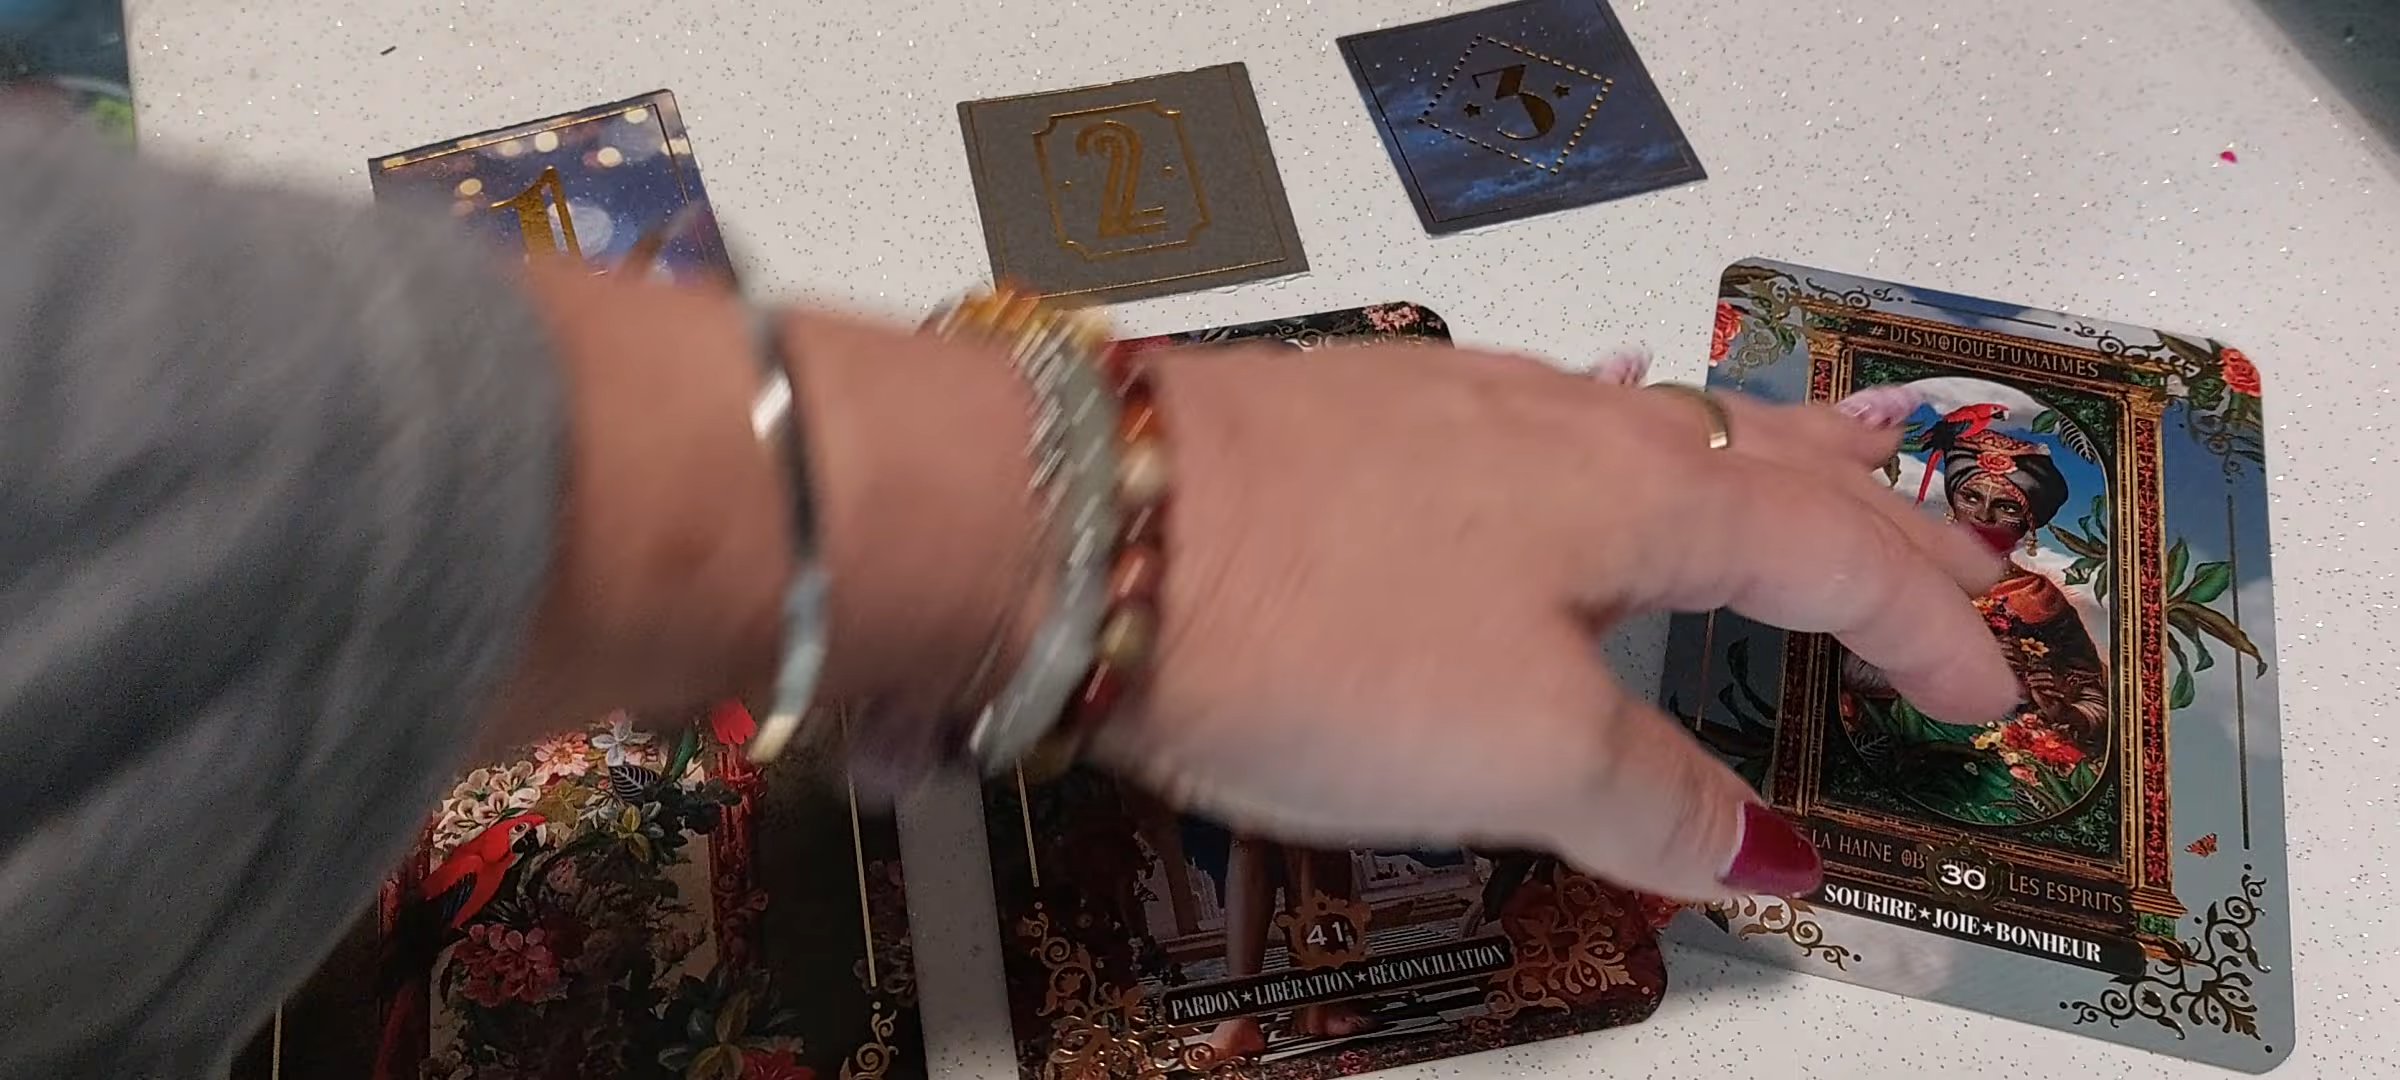 1
2
3
#DISMOIQUETUMAIMES
LA HAINE
LES ESPRITS
30
SOURIRE★JOIE★BONHEUR
41
PARDON★LIBÉRATION★RÉCONCILIATION